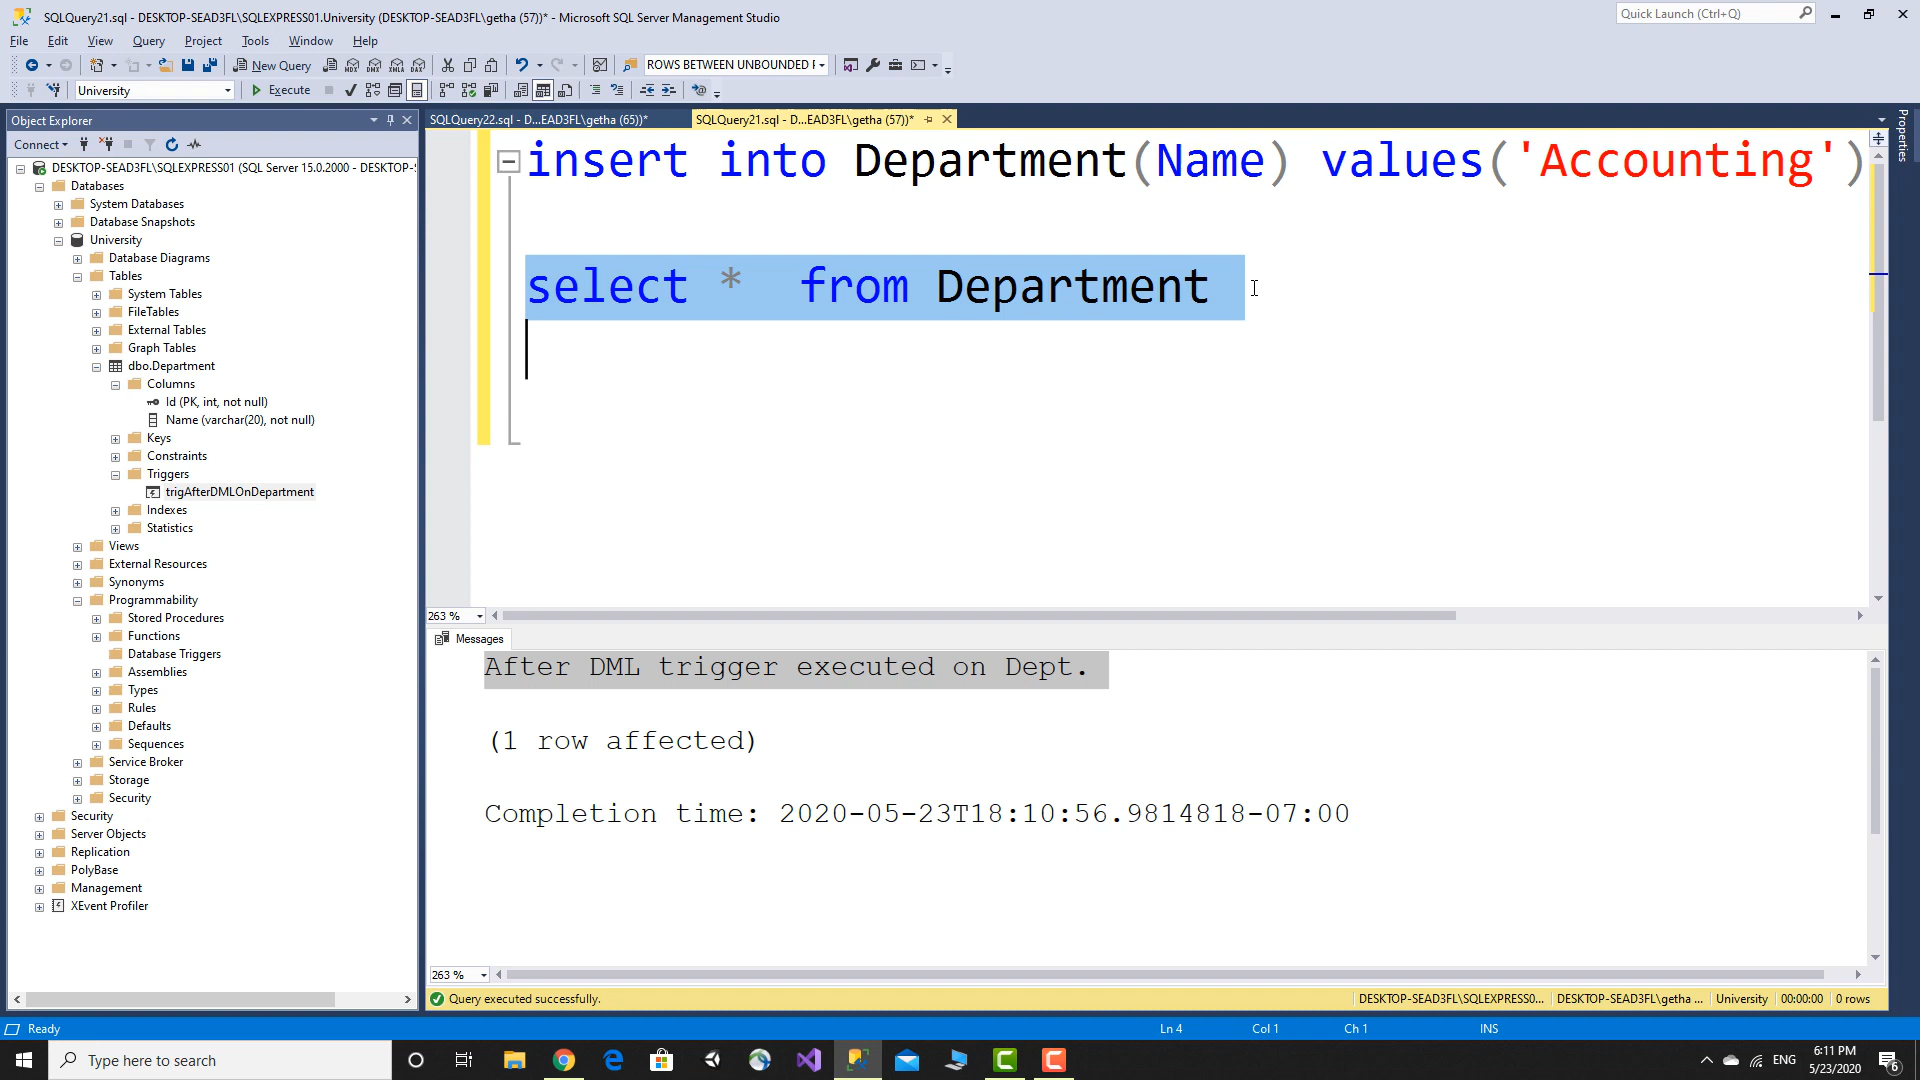 SQLQuery21.sql - DESKTOP-SEAD3FL\SQLEXPRESS01.University (DESKTOP-SEAD3FL\getha (57))* - Microsoft SQL Server Management Studio
Quick Launch (Ctrl+Q)
File Edit View Query Project Tools Window Help
New Query
MDX DMX XMLA DAX
ROWS BETWEEN UNBOUNDED F
University
Execute
Object Explorer
SQLQuery22.sql - D...EAD3FL\getha (65))*
SQLQuery21.sql - D...EAD3FL\getha (57))*
Properties
Connect
DESKTOP-SEAD3FL\SQLEXPRESS01 (SQL Server 15.0.2000 - DESKTOP-
Databases
System Databases
Database Snapshots
University
Database Diagrams
Tables
System Tables
FileTables
External Tables
Graph Tables
dbo.Department
Columns
Id (PK, int, not null)
Name (varchar(20), not null)
Keys
Constraints
Triggers
trigAfterDMLOnDepartment
Indexes
Statistics
Views
External Resources
Synonyms
Programmability
Stored Procedures
Functions
Database Triggers
Assemblies
Types
Rules
Defaults
Sequences
Service Broker
Storage
Security
Security
Server Objects
Replication
PolyBase
Management
XEvent Profiler
insert into Department(Name) values('Accounting')
select * from Department
263 %
Messages
After DML trigger executed on Dept.
(1 row affected)
Completion time: 2020-05-23T18:10:56.9814818-07:00
263 %
Query executed successfully.
DESKTOP-SEAD3FL\SQLEXPRESS0... DESKTOP-SEAD3FL\getha ... University 00:00:00 0 rows
Ready
Ln 4 Col 1 Ch 1 INS
Type here to search
ENG
6:11 PM
5/23/2020
6